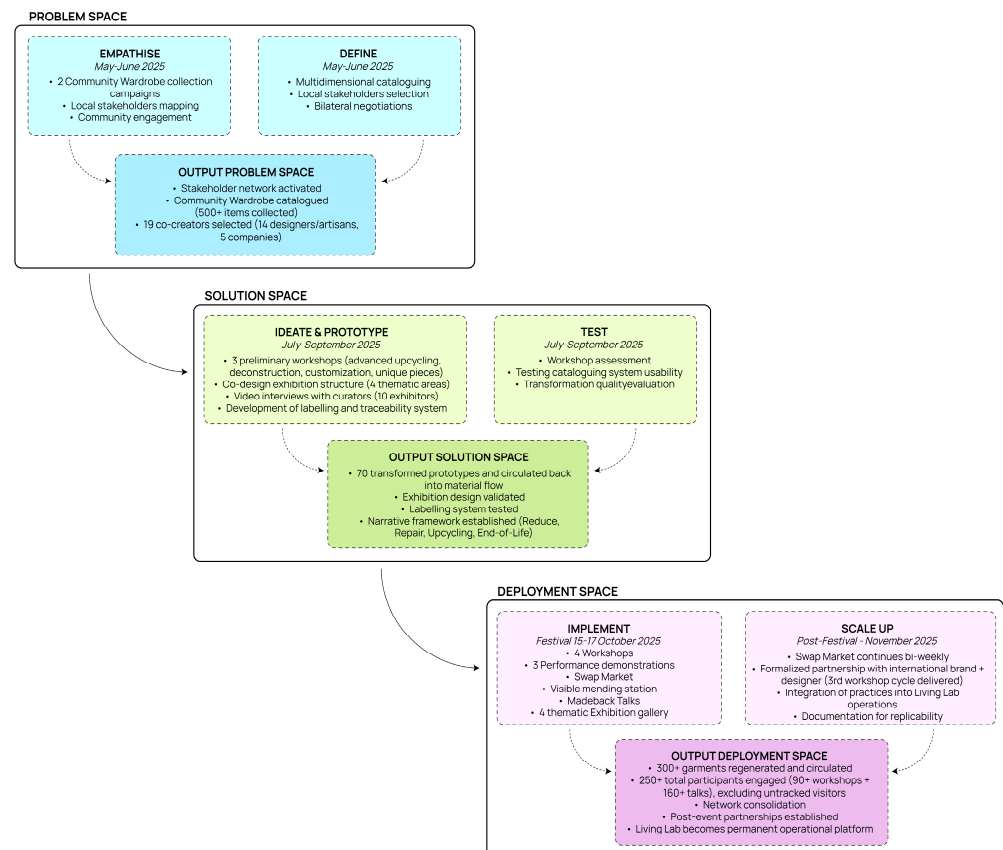 PROBLEM SPACE
EMPATHISE
May-June 2025
• 2 Community Wardrobe collection
campaigns
• Local stakeholders mapping
• Community engagement
DEFINE
May-June 2025
• Multidimensional cataloguing
• Local stakeholders selection
• Bilateral negotiations
OUTPUT PROBLEM SPACE
• Stakeholder network activated
• Community Wardrobe catalogued
(500+ items collected)
• 19 co-creators selected (14 designers/artisans,
5 companies)
SOLUTION SPACE
IDEATE & PROTOTYPE
July-September 2025
• 3 preliminary workshops (advanced upcycling,
deconstruction, customization, unique pieces)
• Co-design exhibition structure (4 thematic areas)
• Video interviews with curators (10 exhibitors)
• Development of labelling and traceability system
TEST
July-September 2025
• Workshop assessment
• Testing cataloguing system usability
• Transformation qualityevaluation
OUTPUT SOLUTION SPACE
• 70 transformed prototypes and circulated back
into material flow
• Exhibition design validated
• Labelling system tested
• Narrative framework established (Reduce,
Repair, Upcycling, End-of-Life)
DEPLOYMENT SPACE
IMPLEMENT
Festival 15-17 October 2025
• 4 Workshops
• 3 Performance demonstrations
• Swap Market
• Visible mending station
• Madeback Talks
• 4 thematic Exhibition gallery
SCALE UP
Post-Festival - November 2025
• Swap Market continues bi-weekly
• Formalized partnership with international brand +
designer (3rd workshop cycle delivered)
• Integration of practices into Living Lab
operations
• Documentation for replicability
OUTPUT DEPLOYMENT SPACE
• 300+ garments regenerated and circulated
• 250+ total participants engaged (90+ workshops +
160+ talks), excluding untracked visitors
• Network consolidation
• Post-event partnerships established
• Living Lab becomes permanent operational platform